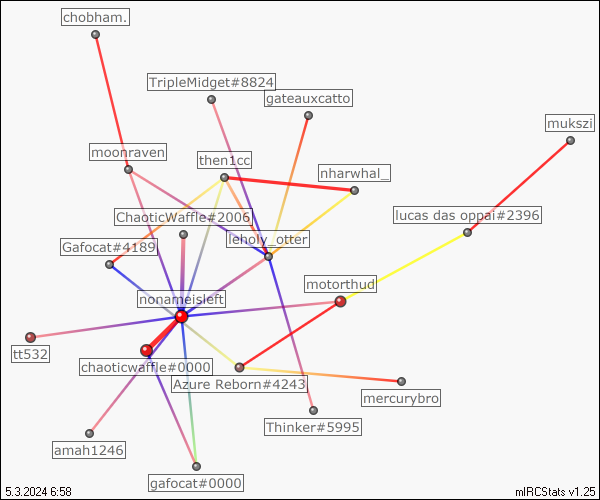 chobham.
TripleMidget#8824
gateauxcatto
mukszi
moonraven
then1cc
nharwhal_
ChaoticWaffle#2006
lucas das oppai#2396
Gafocat#4189
leholy_otter
motorthud
nonameisleft
tt532
chaoticwaffle#0000
Azure Reborn#4243
mercurybro
Thinker#5995
amah1246
gafocat#0000
5.3.2024 6:58
mIRCStats v1.25